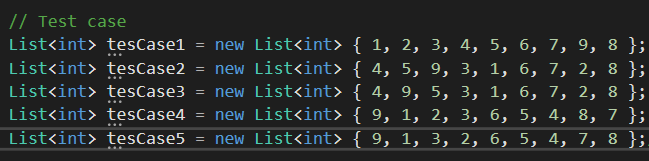 // Test case
List<int> tesCase1 = new List<int> { 1, 2, 3, 4, 5, 6, 7, 9, 8 };
List<int> tesCase2 = new List<int> { 4, 5, 9, 3, 1, 6, 7, 2, 8 };
List<int> tesCase3 = new List<int> { 4, 9, 5, 3, 1, 6, 7, 2, 8 };
List<int> tesCase4 = new List<int> { 9, 1, 2, 3, 6, 5, 4, 8, 7 };
List<int> tesCase5 = new List<int> { 9, 1, 3, 2, 6, 5, 4, 7, 8 };